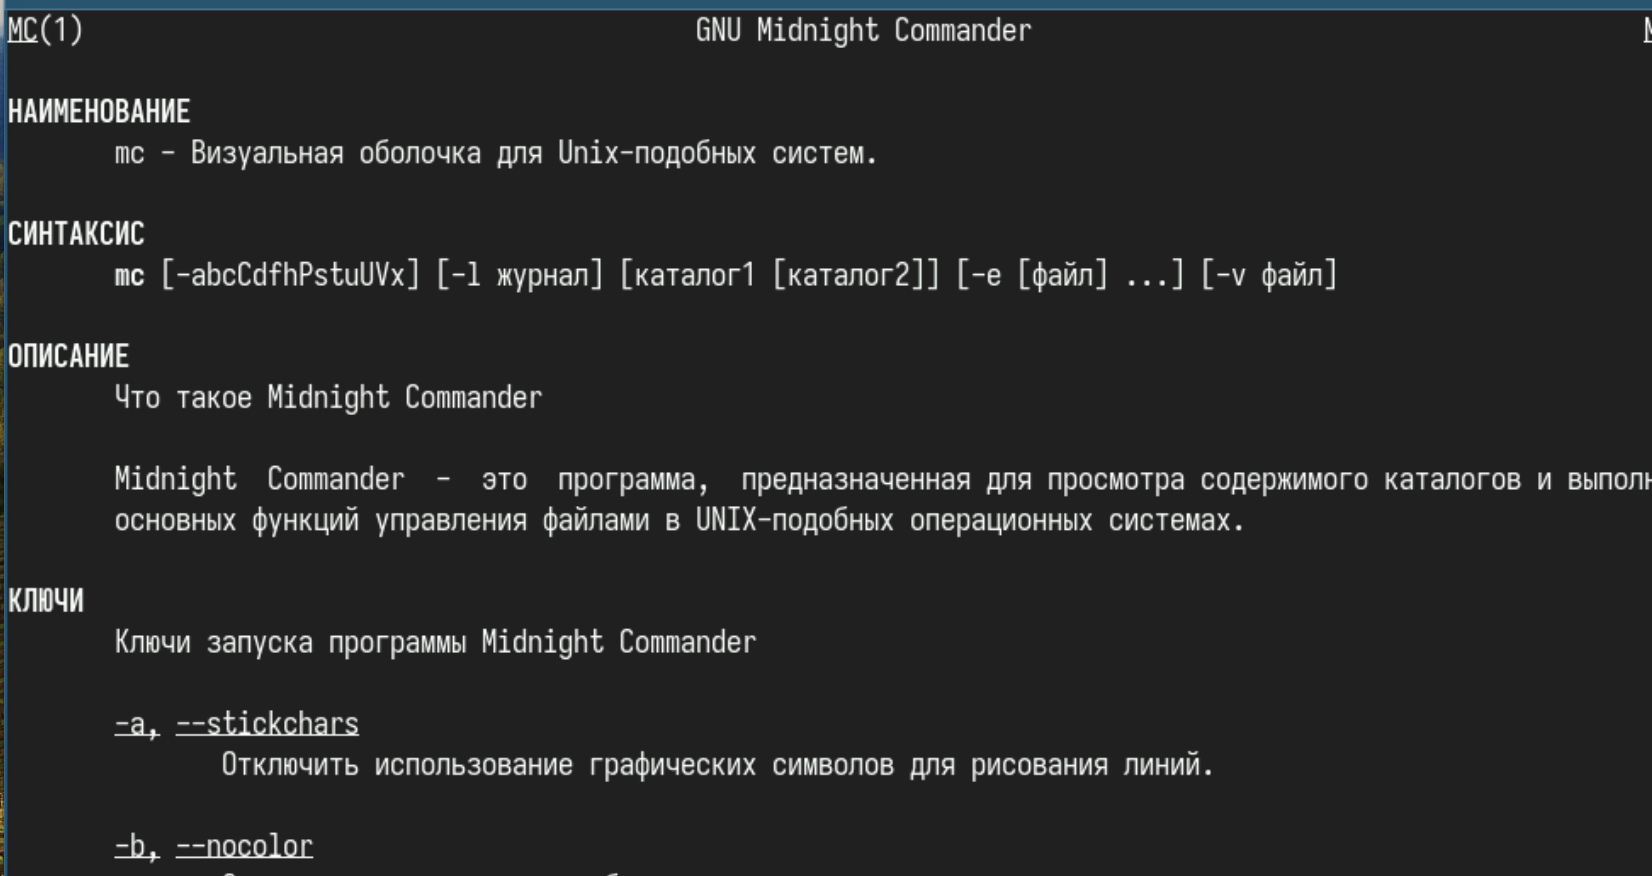 MC(1) GNU Midnight Commander
НАИМЕНОВАНИЕ
mc - Визуальная оболочка для Unix-подобных систем.
СИНТАКСИС
mc [-abcCdfhPstuUVx] [-l журнал] [каталог1 [каталог2]] [-e [файл] ...] [-v файл]
ОПИСАНИЕ
Что такое Midnight Commander
Midnight Commander - это программа, предназначенная для просмотра содержимого каталогов и
основных функций управления файлами в UNIX-подобных операционных системах.
КЛЮЧИ
Ключи запуска программы Midnight Commander
-a, --stickchars
Отключить использование графических символов для рисования линий.
-b, --nocolor